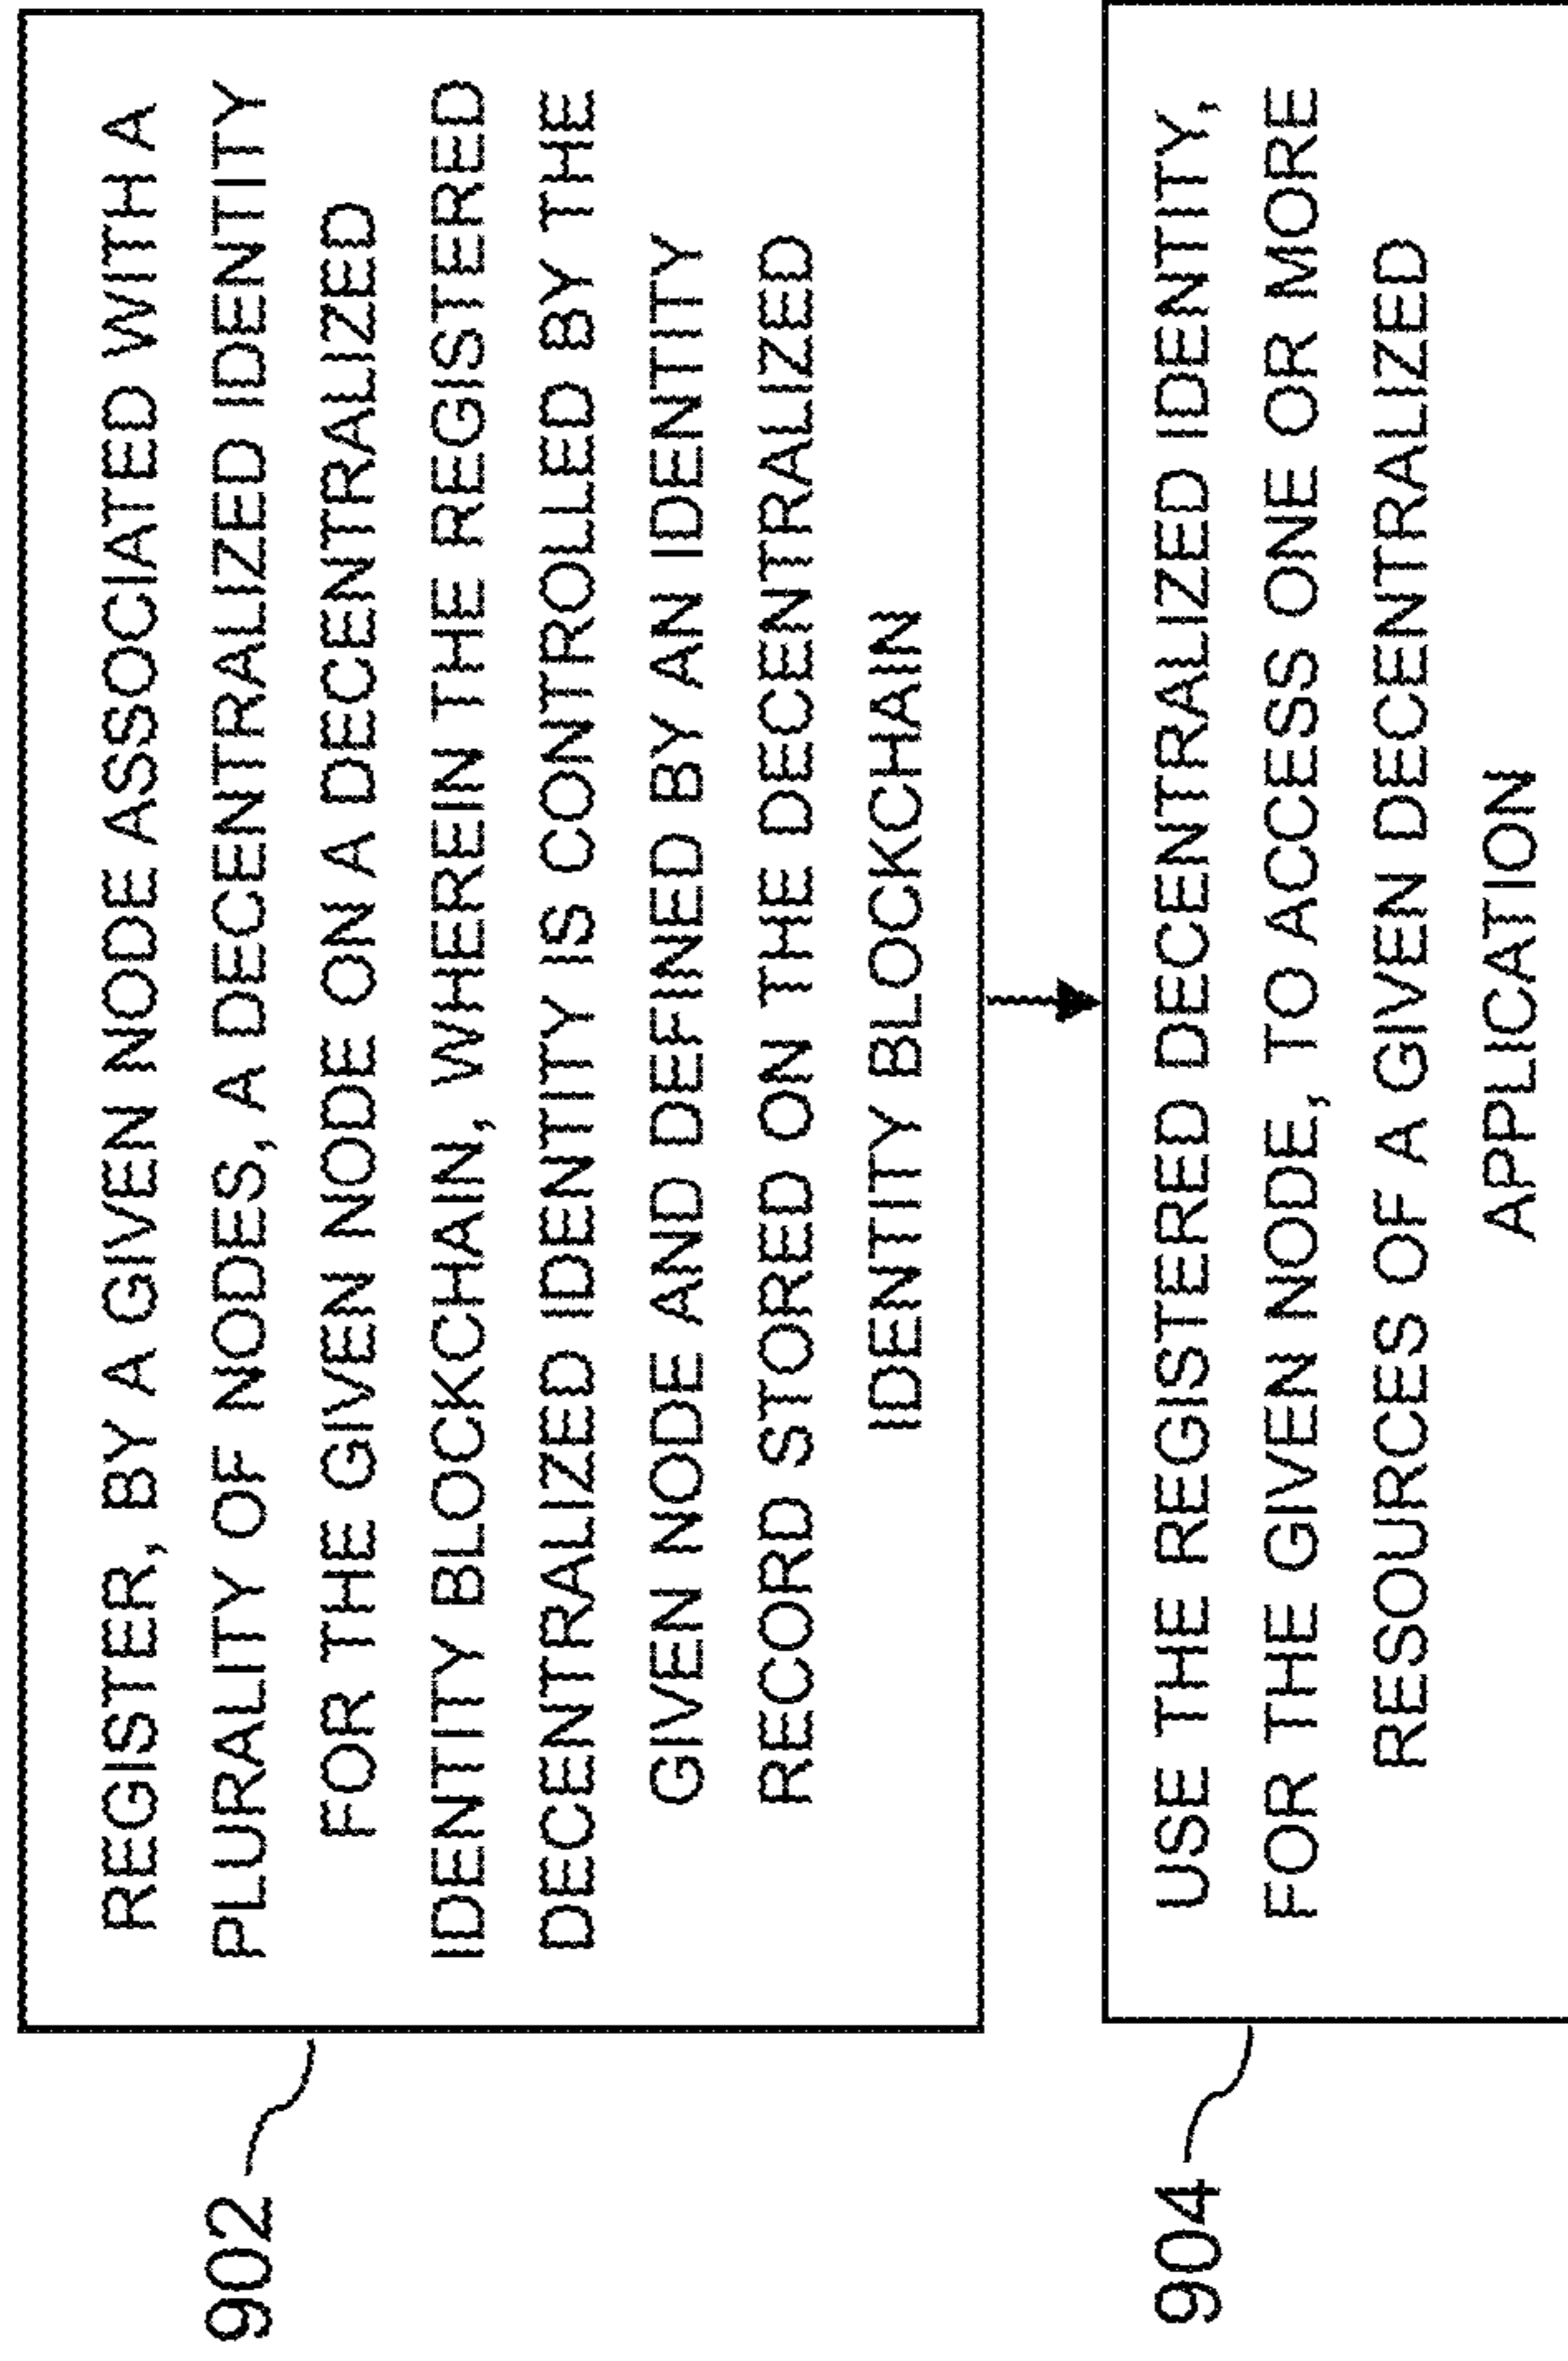 REGISTER, BY A GIVEN NODE ASSOCIATED WITH A
PLURALITY OF NODES, A DECENTRALIZED IDENTITY
FOR THE GIVEN NODE ON A DECENTRALIZED
IDENTITY BLOCKCHAIN, WHEREIN THE REGISTERED
DECENTRALIZED IDENTITY IS CONTROLLED BY THE
GIVEN NODE AND DEFINED BY AN IDENTITY
RECORD STORED ON THE DECENTRALIZED
IDENTITY BLOCKCHAIN
902
USE THE REGISTERED DECENTRALIZED IDENTITY,
FOR THE GIVEN NODE, TO ACCESS ONE OR MORE
RESOURCES OF A GIVEN DECENTRALIZED
APPLICATION
904